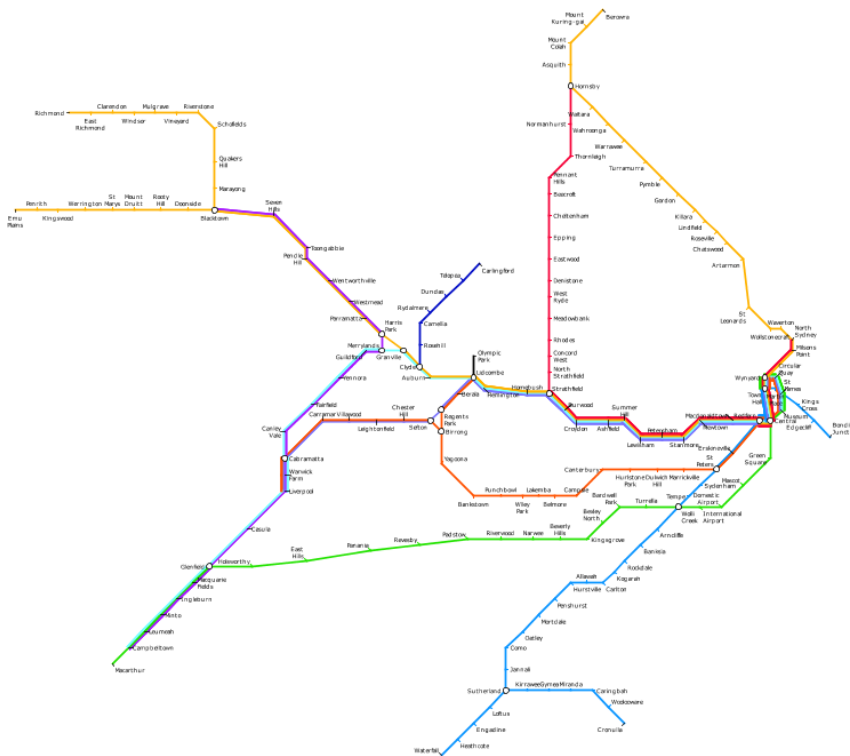 Mount
Kuring-gai
Berowra
Mount
Colah
Asquith
Hornsby
Richmond
Clarendon
Mulgrave
Riverstone
East
Richmond
Windsor
Vineyard
Schofields
Quakers
Hill
Marayong
Normanhurst
Waitara
Wahroonga
Warrawee
Thornleigh
Turramurra
Pennant
Hills
Pymble
Beecroft
Gordon
Cheltenham
Killara
Lindfield
Roseville
Chatswood
Epping
Eastwood
Artarmon
Denistone
West
Ryde
Meadowbank
Rhodes
Concord
West
North
Strathfield
Strathfield
St
Leonards
Waverton
Wollstonecraft
North
Sydney
Milsons
Point
Emu
Plains
Penrith
Kingswood
Werrington
St
Marys
Mount
Druitt
Rooty
Hill
Doonside
Blacktown
Seven
Hills
Toongabbie
Pendle
Hill
Wentworthville
Westmead
Parramatta
Harris
Park
Merrylands
Guildford
Granville
Clyde
Auburn
Carlingford
Telopea
Dundas
Rydalmere
Camellia
Rosehill
Olympic
Park
Lidcombe
Berala
Flemington
Homebush
Yennora
Fairfield
Canley
Vale
Carramar
Villawood
Leightonfield
Chester
Hill
Sefton
Regents
Park
Birrong
Yagoona
Cabramatta
Warwick
Farm
Liverpool
Casula
Glenfield
Macquarie
Fields
Ingleburn
Minto
Leumeah
Campbelltown
Macarthur
Burwood
Croydon
Ashfield
Summer
Hill
Lewisham
Petersham
Stanmore
Newtown
Macdonaldtown
Redfern
Wynyard
Town
Hall
Circular
Quay
St
James
Martin
Place
Museum
Central
Kings
Cross
Edgecliff
Bondi
Junct
Erskineville
St
Peters
Green
Square
Mascot
Sydenham
Domestic
Airport
International
Airport
Tempe
Wolli
Creek
Bankstown
Punchbowl
Wiley
Park
Lakemba
Belmore
Campsie
Canterbury
Hurlstone
Park
Dulwich
Hill
Marrickville
Bardwell
Park
Turrella
Bexley
North
Kingsgrove
Beverly
Hills
Narwee
Riverwood
Padstow
Revesby
Panania
East
Hills
Holsworthy
Arncliffe
Banksia
Rockdale
Kogarah
Carlton
Allawah
Hurstville
Penshurst
Mortdale
Oatley
Como
Jannali
Sutherland
Kirrawee
Gymea
Miranda
Caringbah
Woolooware
Cronulla
Loftus
Engadine
Heathcote
Waterfall